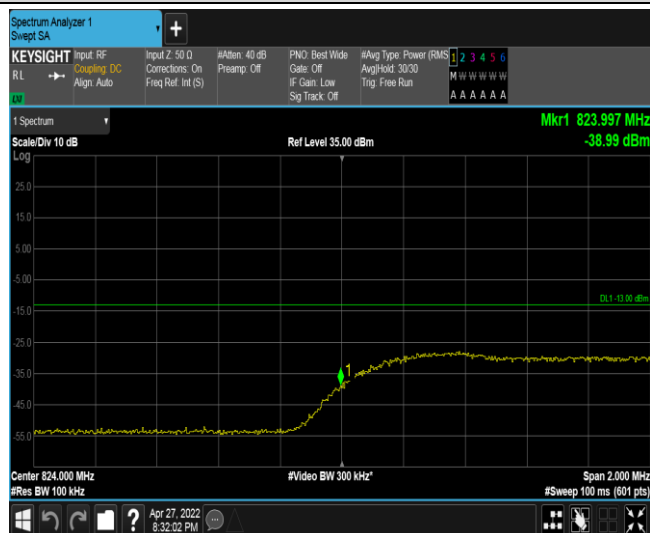 Spectrum Analyzer 1
Swept SA
+
KEYSIGHT Input: RF Input Z: 50 Ω #Atten: 40 dB PNO: Best Wide #Avg Type: Power (RMS 1 2 3 4 5 6
RL Coupling: DC Corrections: On Preamp: Off Gate: Off Avg|Hold: 30/30 M W W W W W
Align: Auto Freq Ref: Int (S) IF Gain: Low Trig: Free Run
Sig Track: Off A A A A A A
1 Spectrum Mkr1 823.997 MHz
Scale/Div 10 dB Ref Level 35.00 dBm -38.99 dBm
Log
25.0
15.0
5.00
-5.00
DL1 -13.00 dBm
-15.0
-25.0
1
-35.0
-45.0
-55.0
Center 824.000 MHz #Video BW 300 kHz* Span 2.000 MHz
#Res BW 100 kHz #Sweep 100 ms (601 pts)
? Apr 27, 2022
8:32:02 PM